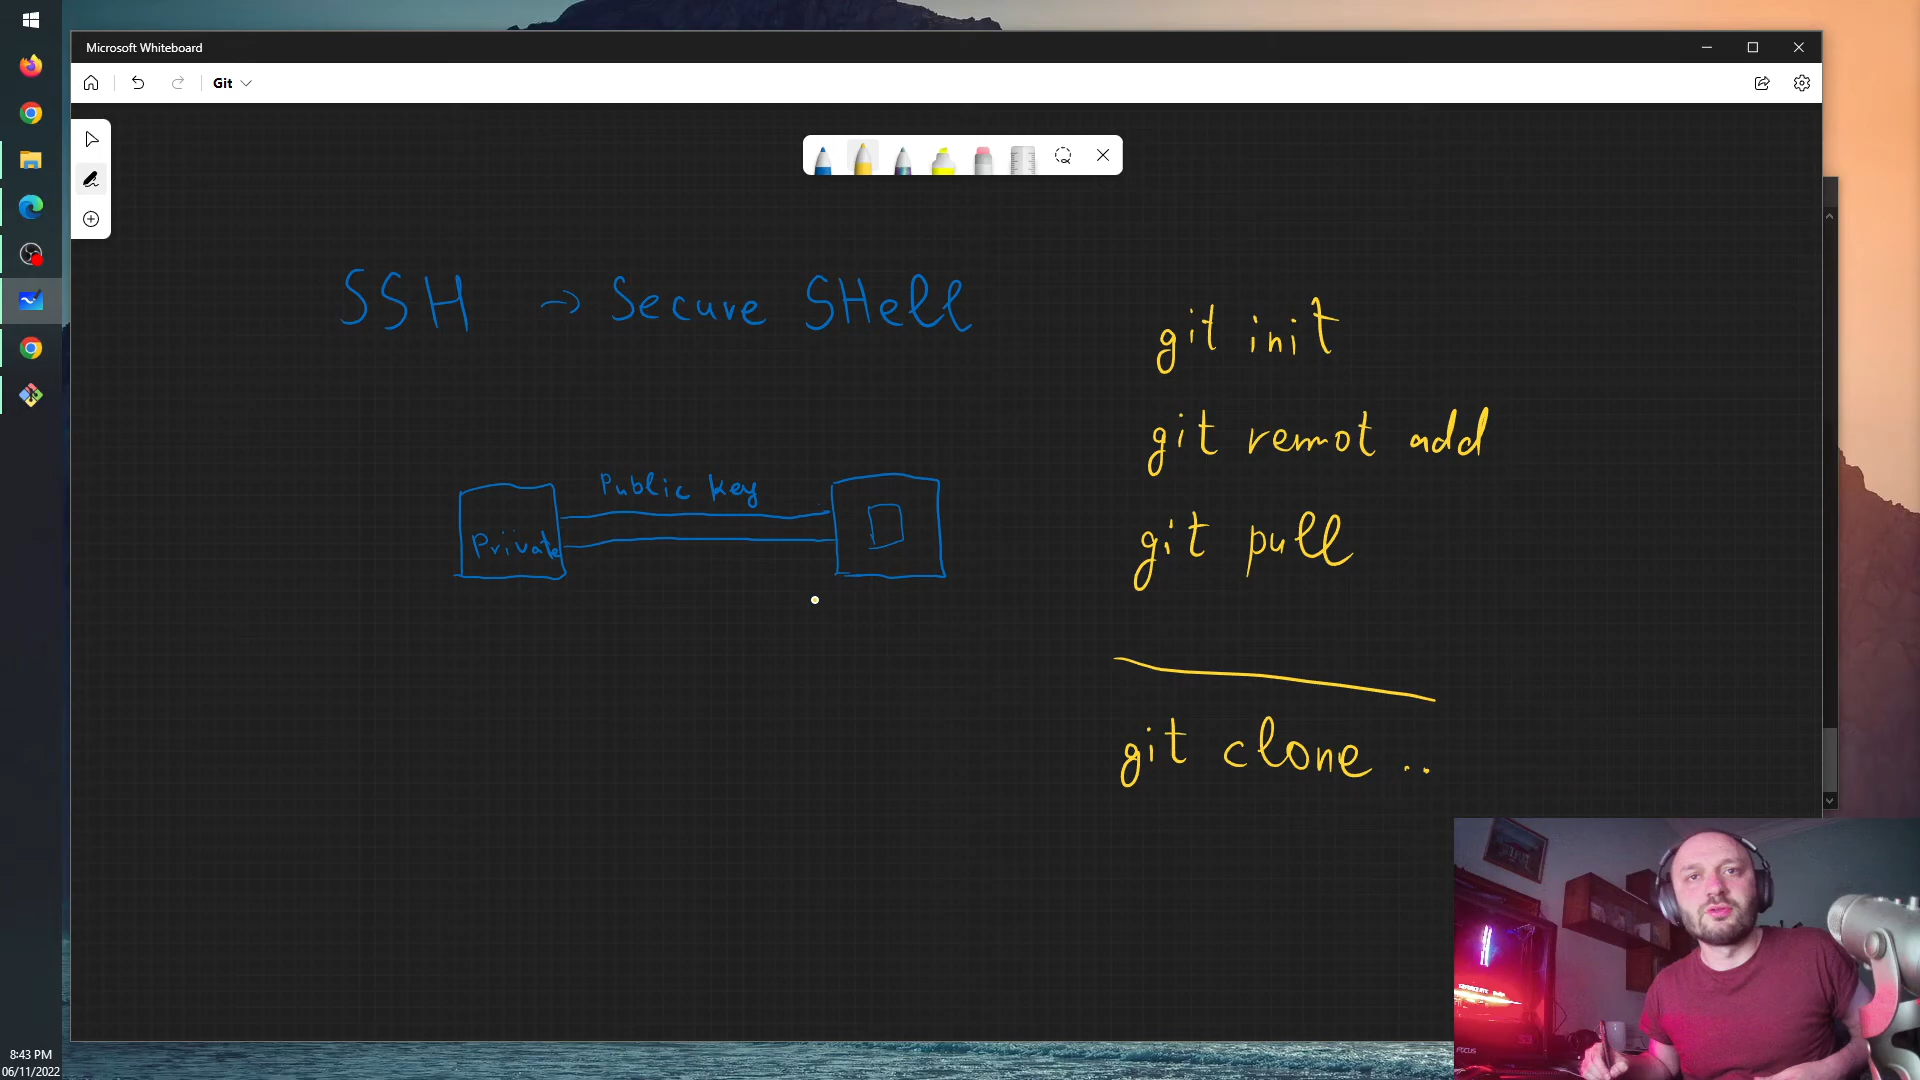 Microsoft Whiteboard
Git
SSH → Secure SHell
git init
git remot add
Public Key
Private
git pull
git clone ..
8:43 PM
06/11/2022